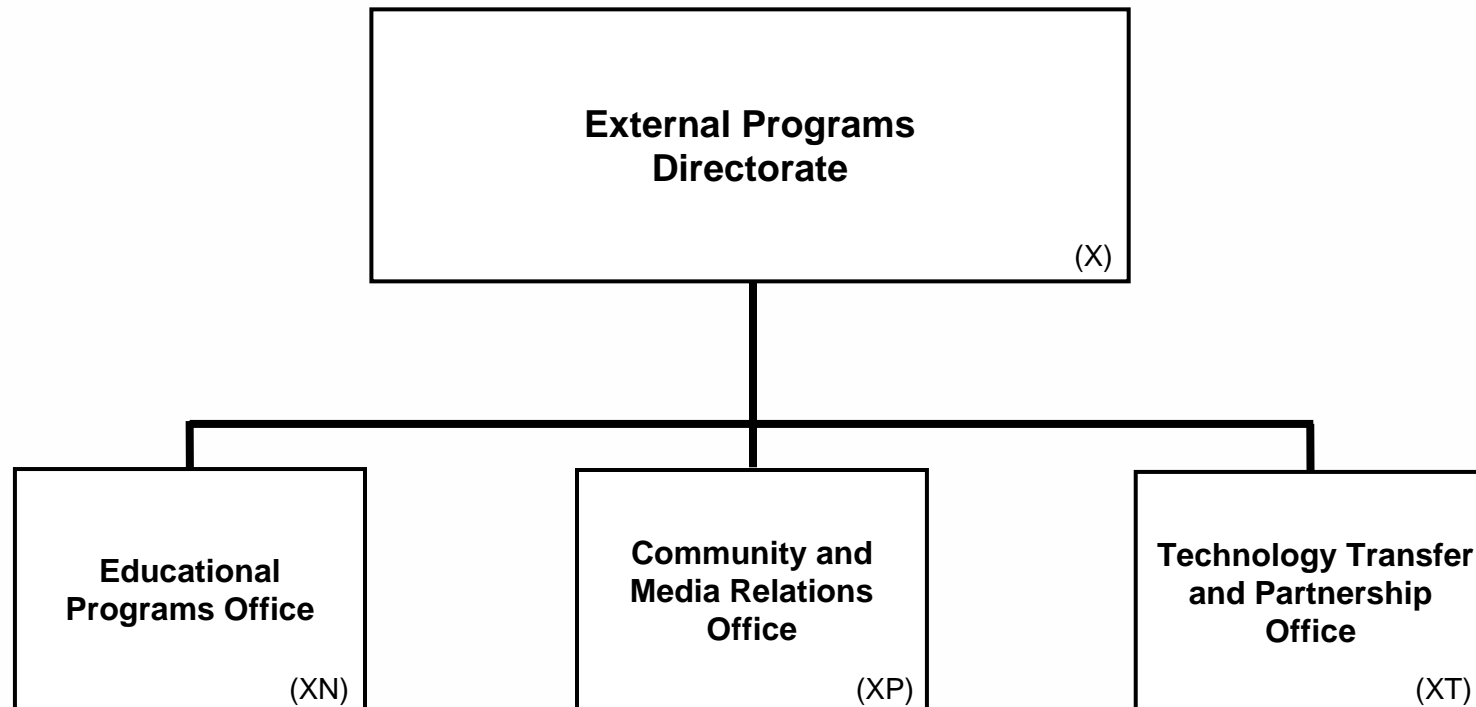 External Programs
Directorate
(X)
Educational
Programs Office
(XN)
Community and
Media Relations
Office
(XP)
Technology Transfer
and Partnership
Office
(XT)